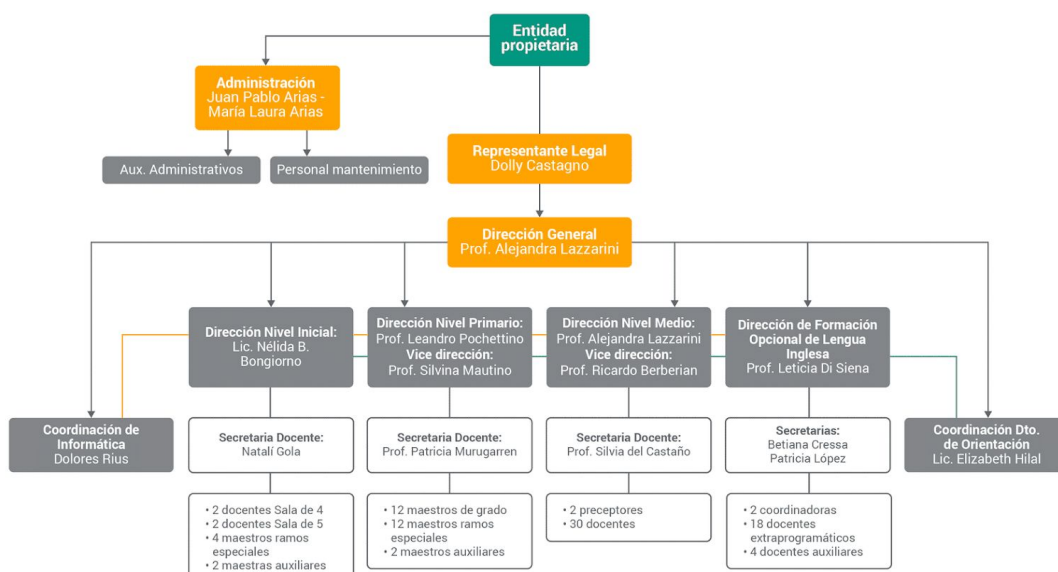 Entidad
propietaria
Administración
Juan Pablo Arias -
María Laura Arias
Aux. Administrativos
Personal mantenimiento
Representante Legal
Dolly Castagno
Dirección General
Prof. Alejandra Lazzarini
Dirección Nivel Inicial:
Lic. Nélida B.
Bongiorno
Dirección Nivel Primario:
Prof. Leandro Pochettino
Vice dirección:
Prof. Silvina Mautino
Dirección Nivel Medio:
Prof. Alejandra Lazzarini
Vice dirección:
Prof. Ricardo Berberian
Dirección de Formación
Opcional de Lengua
Inglesa
Prof. Leticia Di Siena
Coordinación de
Informática
Dolores Rius
Secretaria Docente:
Natalí Gola
Secretaria Docente:
Prof. Patricia Murugarren
Secretaria Docente:
Prof. Silvia del Castaño
Secretarias:
Betiana Cressa
Patricia López
Coordinación Dto.
de Orientación
Lic. Elizabeth Hilal
• 2 docentes Sala de 4
• 2 docentes Sala de 5
• 4 maestros ramos
especiales
• 2 maestras auxiliares
• 12 maestros de grado
• 12 maestros ramos
especiales
• 2 maestros auxiliares
• 2 preceptores
• 30 docentes
• 2 coordinadoras
• 18 docentes
extraprogramáticos
• 4 docentes auxiliares